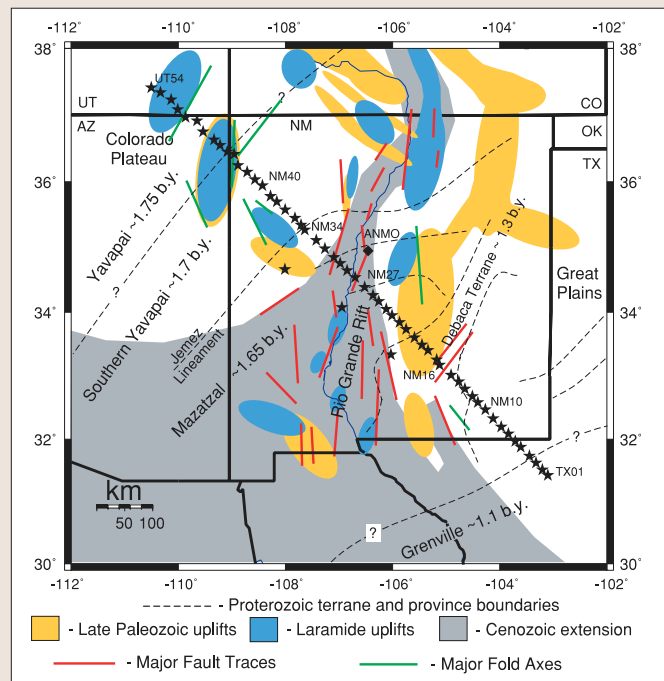 -112 -110 -108 -106 -104 -102
38°
UT54
?
UT
CO
AZ
NM
OK
Colorado
Plateau
TX
36°
NM40
Yavapai ~1.75 b.y.
NM34
ANMO
Debaca Terrane ~1.3 b.y.
Great
Plains
?
NM27
34°
Southern Yavapai ~1.7 b.y.
Jemez
Lineament
Mazatzal ~1.65 b.y.
Rio Grande Rift
NM16
NM10
32°
?
TX01
km
50 100
?
Grenville ~1.1 b.y.
30°
30°
-112 -110 -108 -106 -104 -102
- Proterozoic terrane and province boundaries
- Late Paleozoic uplifts - Laramide uplifts - Cenozoic extension
- Major Fault Traces - Major Fold Axes